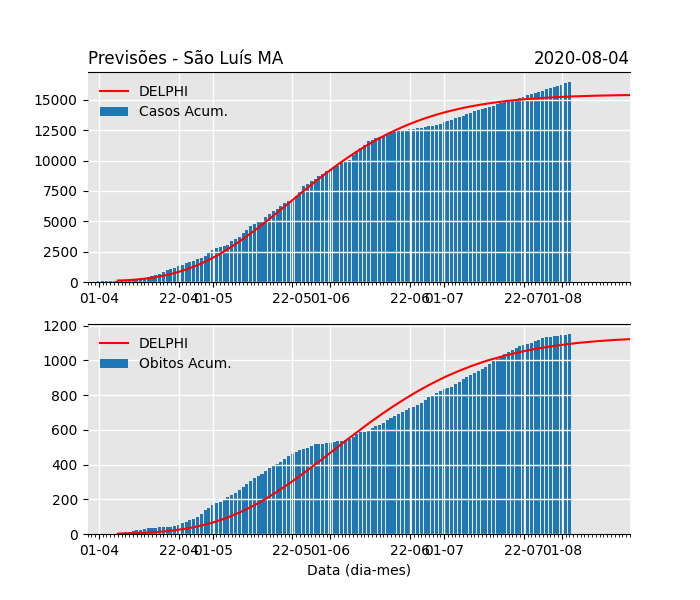 Previsões - São Luís MA 2020-08-04
DELPHI
Casos Acum.
15000
12500
10000
7500
5000
2500
0
01-04 22-04 01-05 22-05 01-06 22-06 01-07 22-07 01-08
1200
DELPHI
Obitos Acum.
1000
800
600
400
200
0
01-04 22-04 01-05 22-05 01-06 22-06 01-07 22-07 01-08
Data (dia-mes)